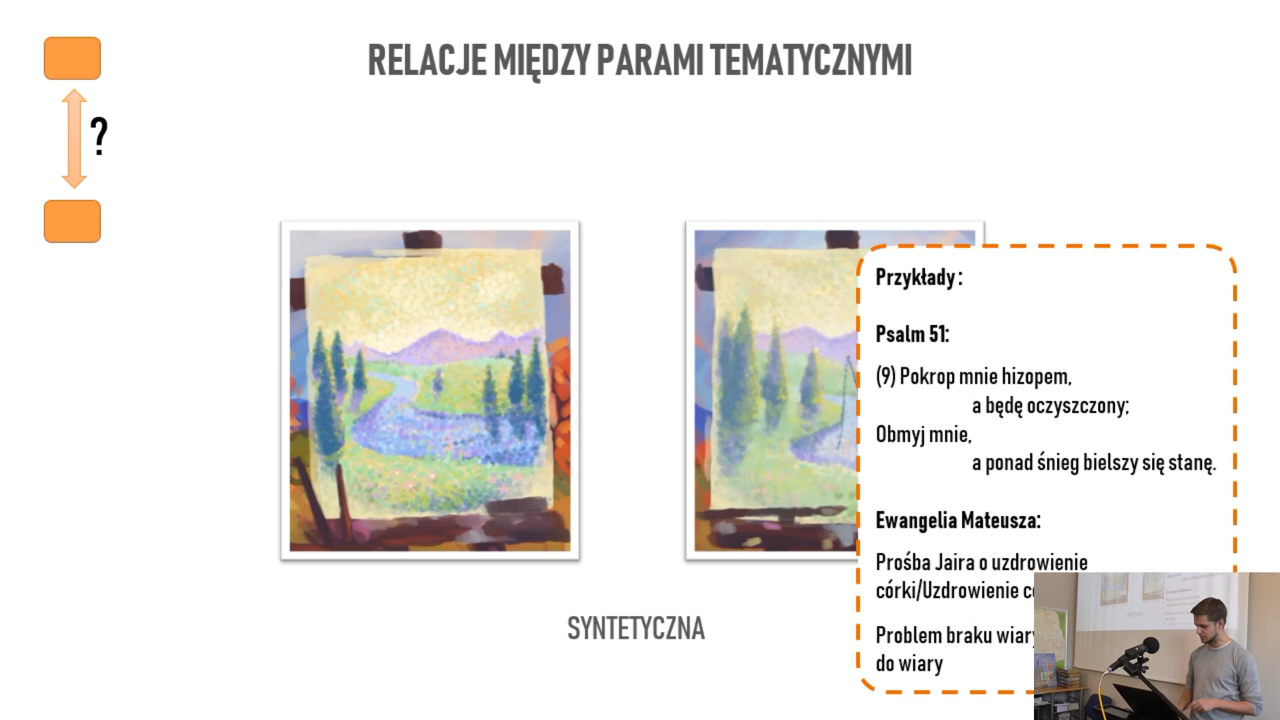 RELACJE MIĘDZY PARAMI TEMATYCZNYMI
?
Przykłady:
Psalm 51:
(9) Pokrop mnie hizopem,
a będę oczyszczony;
Obmyj mnie,
a ponad śnieg bielszy się stanę.
Ewangelia Mateusza:
Prośba Jaira o uzdrowienie
córki/Uzdrowienie
Problem braku wiary
do wiary
SYNTETYCZNA